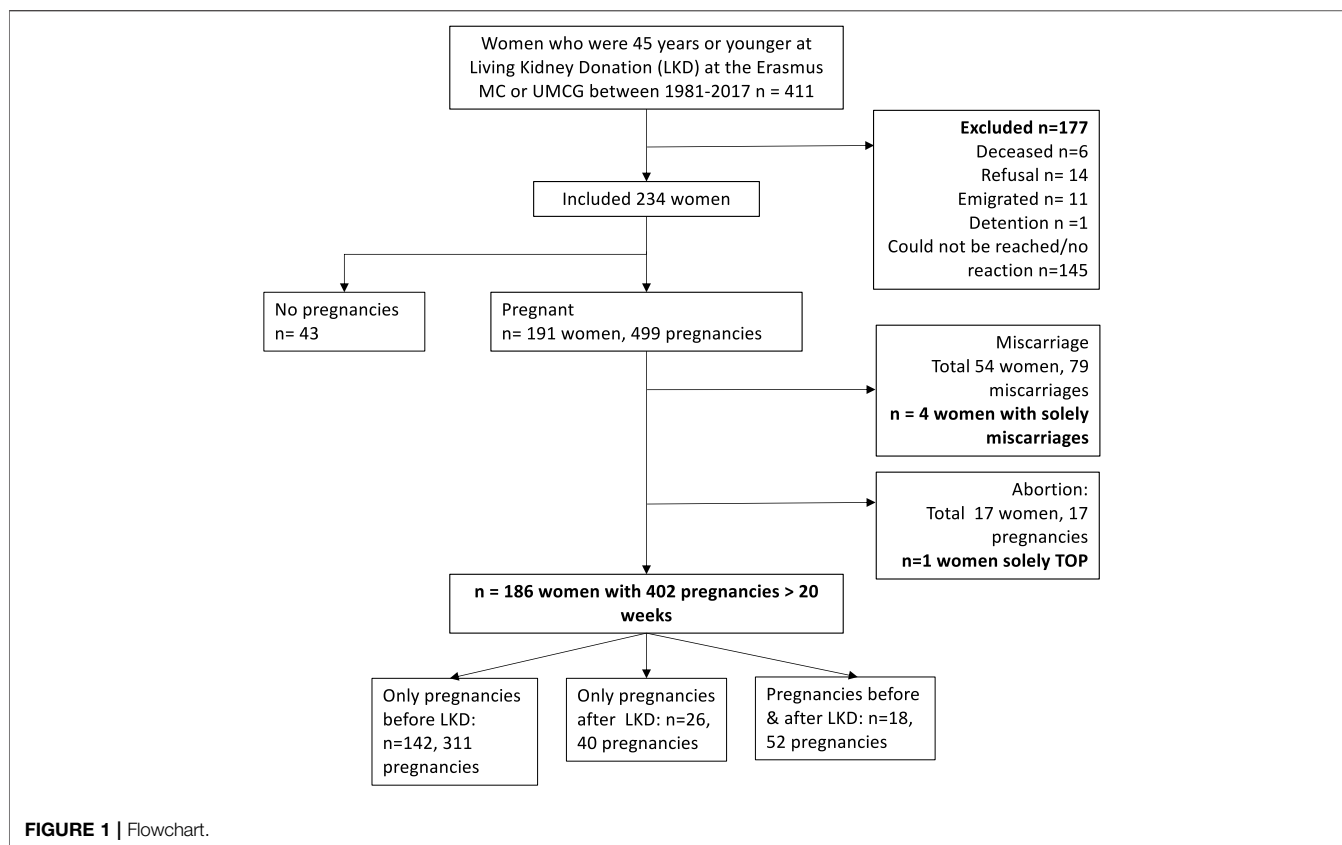 Women who were 45 years or younger at
Living Kidney Donation (LKD) at the Erasmus
MC or UMCG between 1981-2017 n = 411
Excluded n=177
Deceased n=6
Refusal n= 14
Emigrated n= 11
Detention n =1
Could not be reached/no
reaction n=145
Included 234 women
No pregnancies
n= 43
Pregnant
n= 191 women, 499 pregnancies
Miscarriage
Total 54 women, 79
miscarriages
n = 4 women with solely
miscarriages
Abortion:
Total 17 women, 17
pregnancies
n=1 women solely TOP
n = 186 women with 402 pregnancies > 20
weeks
Only pregnancies
before LKD:
n=142, 311
pregnancies
Only pregnancies
after LKD: n=26,
40 pregnancies
Pregnancies before
& after LKD: n=18,
52 pregnancies
FIGURE 1 | Flowchart.